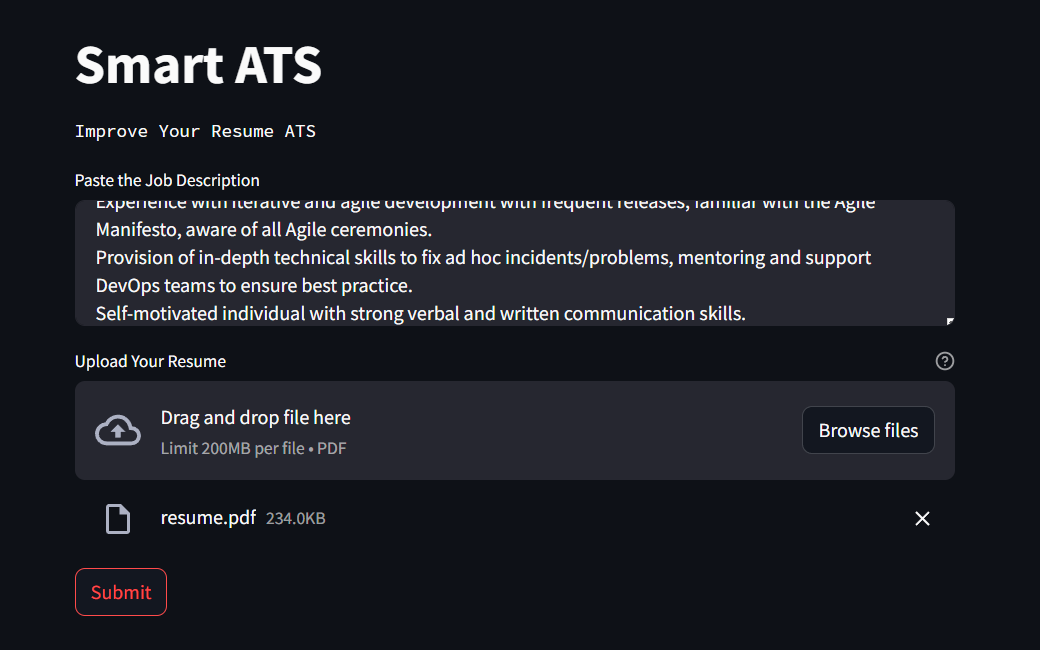 Smart ATS
Improve Your Resume ATS
Paste the Job Description
Experience with iterative and agile development with frequent releases, familiar with the Agile
Manifesto, aware of all Agile ceremonies.
Provision of in-depth technical skills to fix ad hoc incidents/problems, mentoring and support
DevOps teams to ensure best practice.
Self-motivated individual with strong verbal and written communication skills.
Upload Your Resume
Drag and drop file here
Limit 200MB per file • PDF
Browse files
resume.pdf 234.0KB
Submit